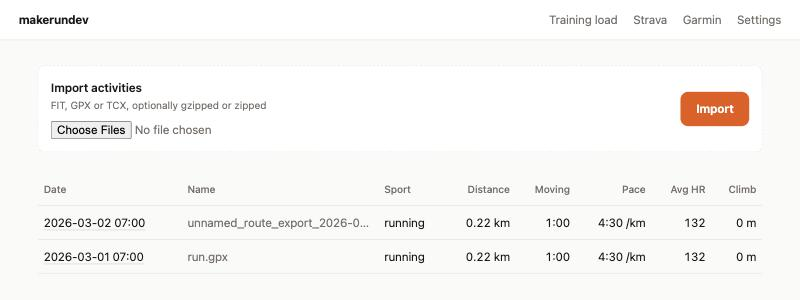 makerundev Training load Strava Garmin Settings
Import activities
FIT, GPX or TCX, optionally gzipped or zipped
Choose Files No file chosen
Import
Date Name Sport Distance Moving Pace Avg HR Climb
2026-03-02 07:00 unnamed_route_export_2026-0... running 0.22 km 1:00 4:30 /km 132 0 m
2026-03-01 07:00 run.gpx running 0.22 km 1:00 4:30 /km 132 0 m